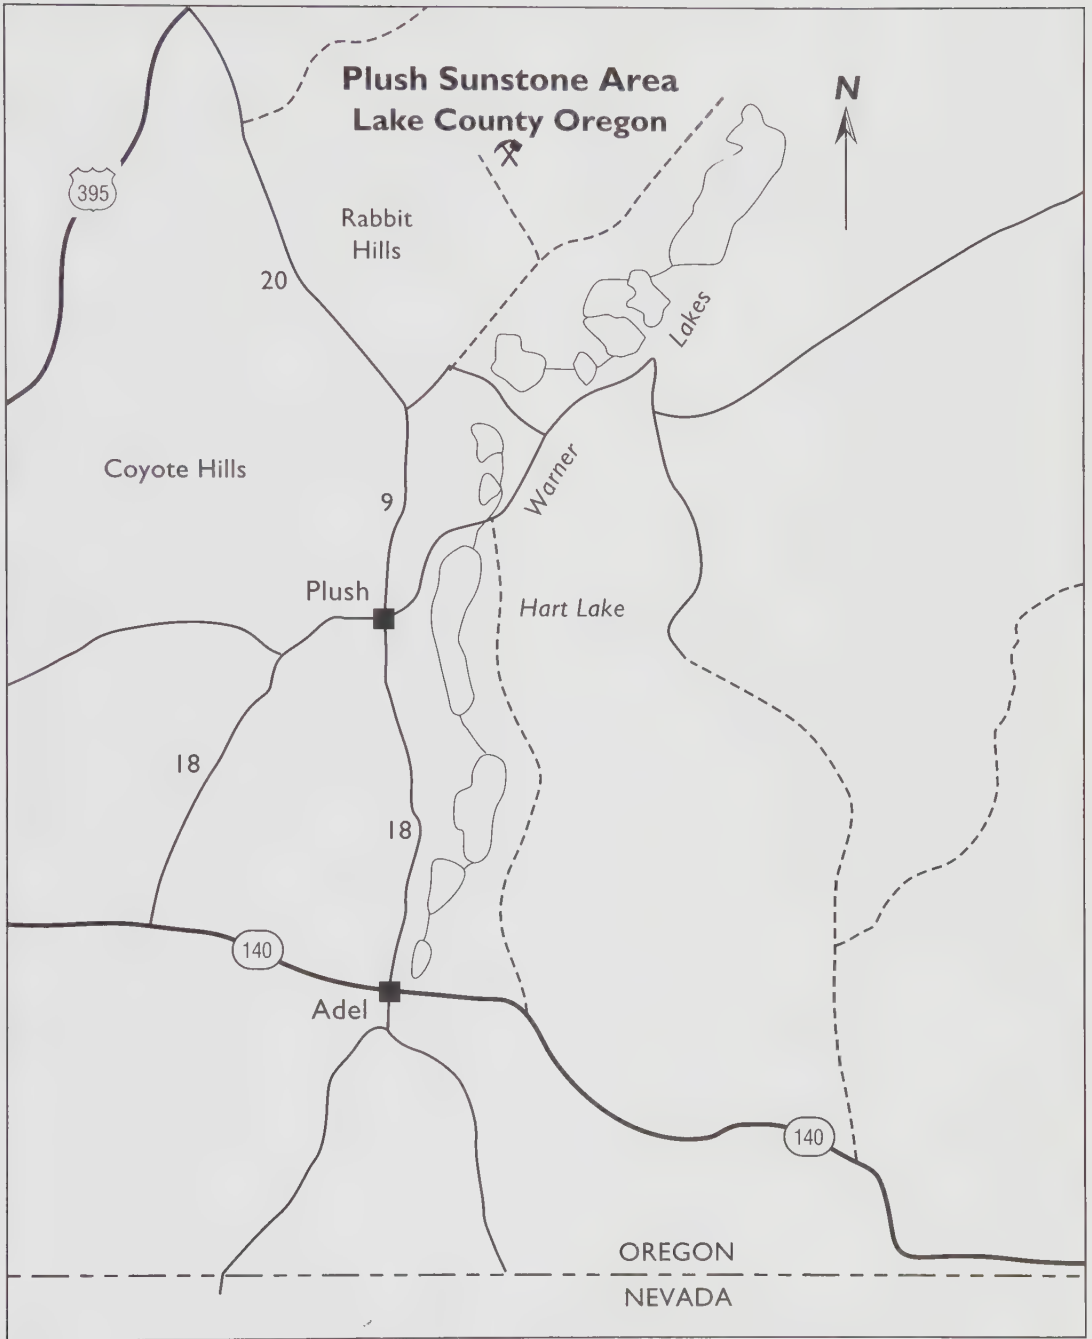 Plush Sunstone Area
Lake County Oregon
N
395
Rabbit
Hills
20
Lakes
Coyote Hills
Warner
9
Plush
Hart Lake
18
18
140
Adel
140
OREGON
NEVADA